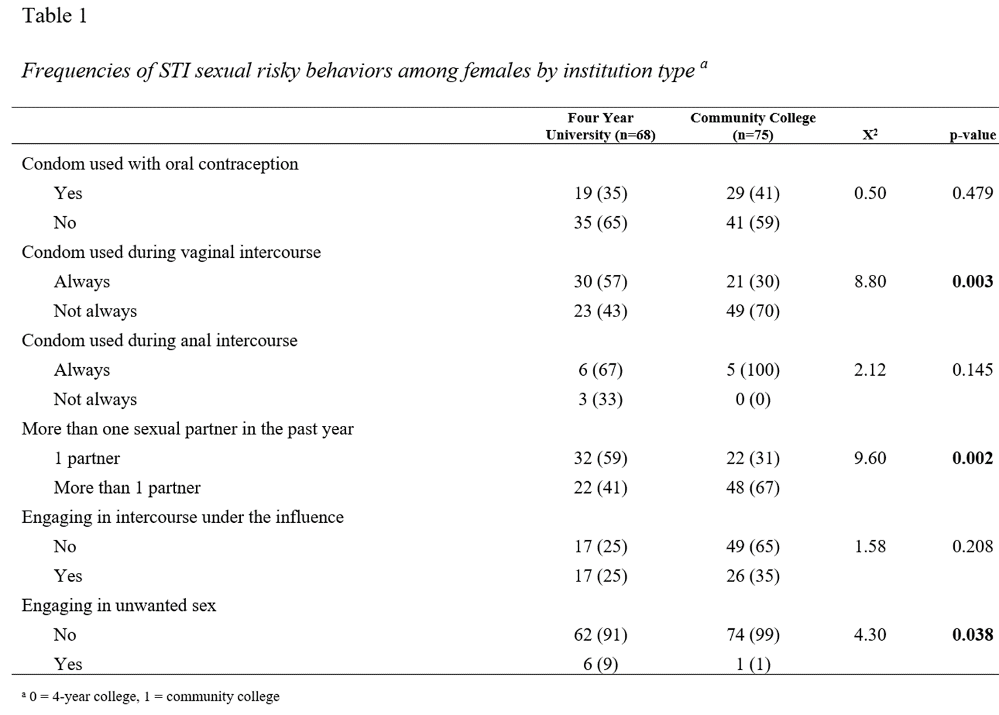 Table 1
Frequencies of STI sexual risky behaviors among females by institution type a
Four Year University (n=68) Community College (n=75) X2 p-value
Condom used with oral contraception
Yes 19 (35) 29 (41) 0.50 0.479
No 35 (65) 41 (59)
Condom used during vaginal intercourse
Always 30 (57) 21 (30) 8.80 0.003
Not always 23 (43) 49 (70)
Condom used during anal intercourse
Always 6 (67) 5 (100) 2.12 0.145
Not always 3 (33) 0 (0)
More than one sexual partner in the past year
1 partner 32 (59) 22 (31) 9.60 0.002
More than 1 partner 22 (41) 48 (67)
Engaging in intercourse under the influence
No 17 (25) 49 (65) 1.58 0.208
Yes 17 (25) 26 (35)
Engaging in unwanted sex
No 62 (91) 74 (99) 4.30 0.038
Yes 6 (9) 1 (1)
a 0 = 4-year college, 1 = community college